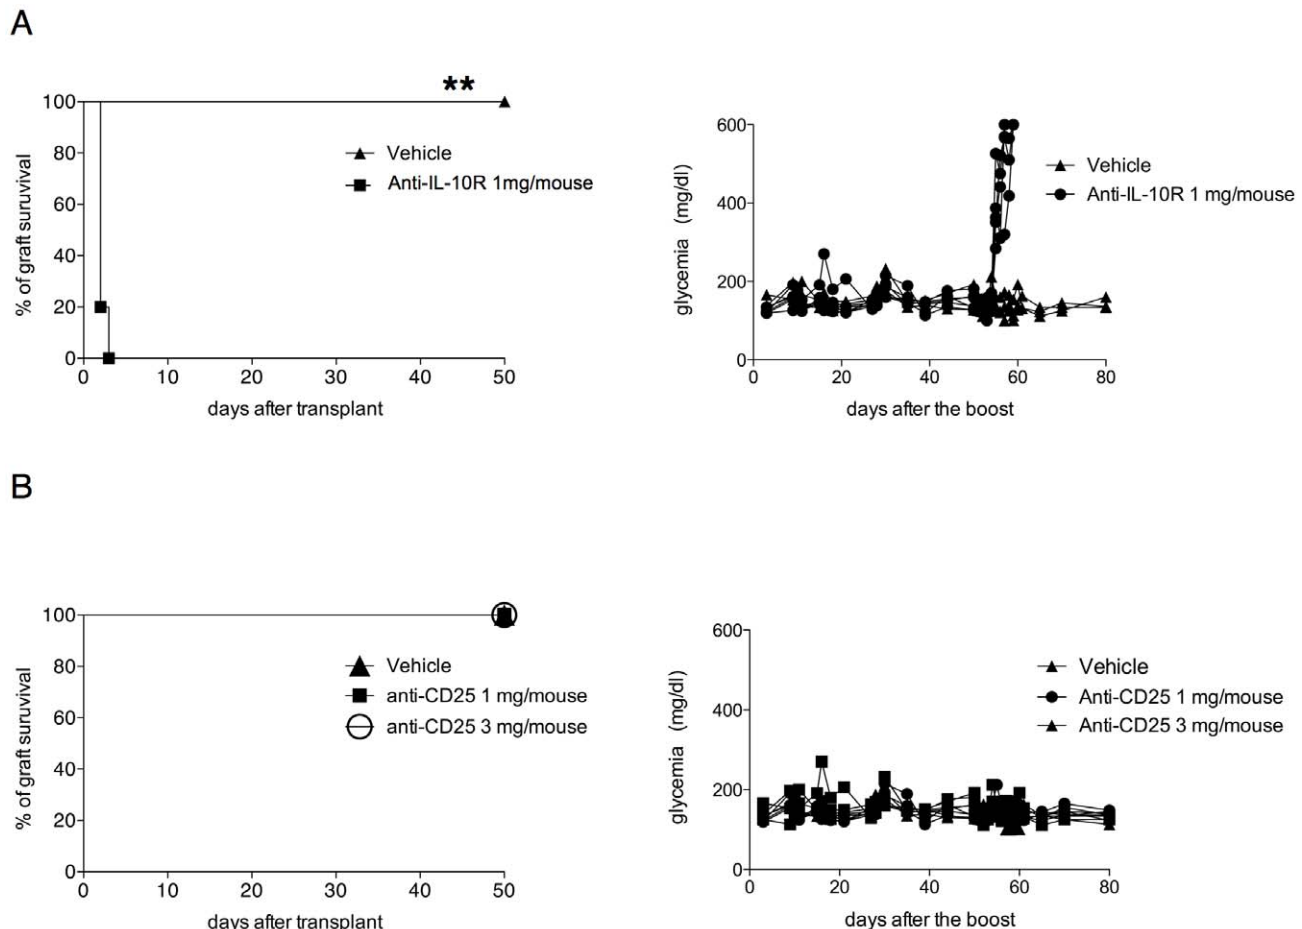 A
**
% of graft suruvival
100
80
60
40
20
0
0 10 20 30 40 50
days after transplant
Vehicle
Anti-IL-10R 1mg/mouse
glycemia (mg/dl)
600
400
200
0
0 20 40 60 80
days after the boost
Vehicle
Anti-IL-10R 1 mg/mouse
B
% of graft suruvival
100
80
60
40
20
0
0 10 20 30 40 50
days after transplant
Vehicle
anti-CD25 1 mg/mouse
anti-CD25 3 mg/mouse
glycemia (mg/dl)
600
400
200
0
0 20 40 60 80
days after the boost
Vehicle
Anti-CD25 1 mg/mouse
Anti-CD25 3 mg/mouse